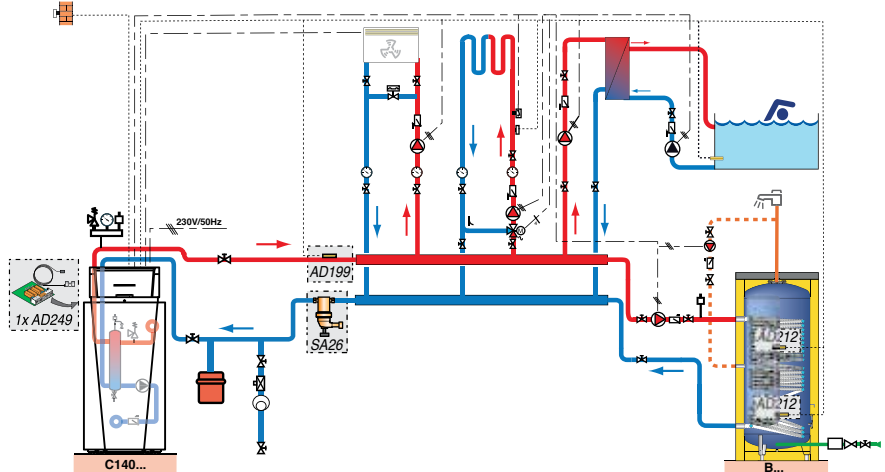 230V/50Hz
AD199
1x AD249
SA26
AD212
AD212
M
C140...
B...